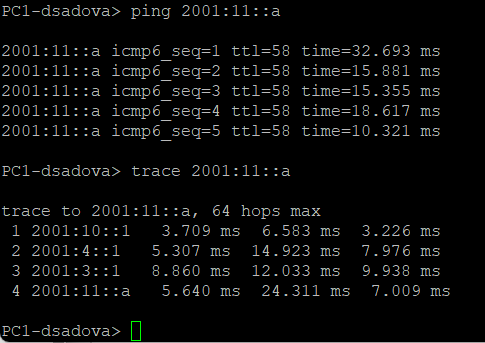 PC1-dsadova> ping 2001:11::a
2001:11::a icmp6_seq=1 ttl=58 time=32.693 ms
2001:11::a icmp6_seq=2 ttl=58 time=15.881 ms
2001:11::a icmp6_seq=3 ttl=58 time=15.355 ms
2001:11::a icmp6_seq=4 ttl=58 time=18.617 ms
2001:11::a icmp6_seq=5 ttl=58 time=10.321 ms
PC1-dsadova> trace 2001:11::a
trace to 2001:11::a, 64 hops max
1 2001:10::1 3.709 ms 6.583 ms 3.226 ms
2 2001:4::1 5.307 ms 14.923 ms 7.976 ms
3 2001:3::1 8.860 ms 12.033 ms 9.938 ms
4 2001:11::a 5.640 ms 24.311 ms 7.009 ms
PC1-dsadova>